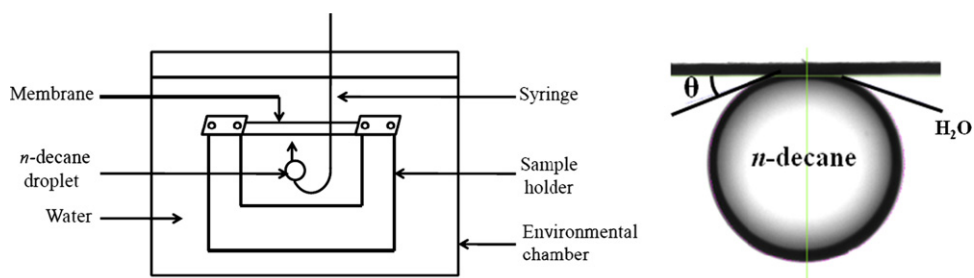 Membrane
n-decane
droplet
Water
Syringe
Sample
holder
Environmental
chamber
θ
H₂O
n-decane